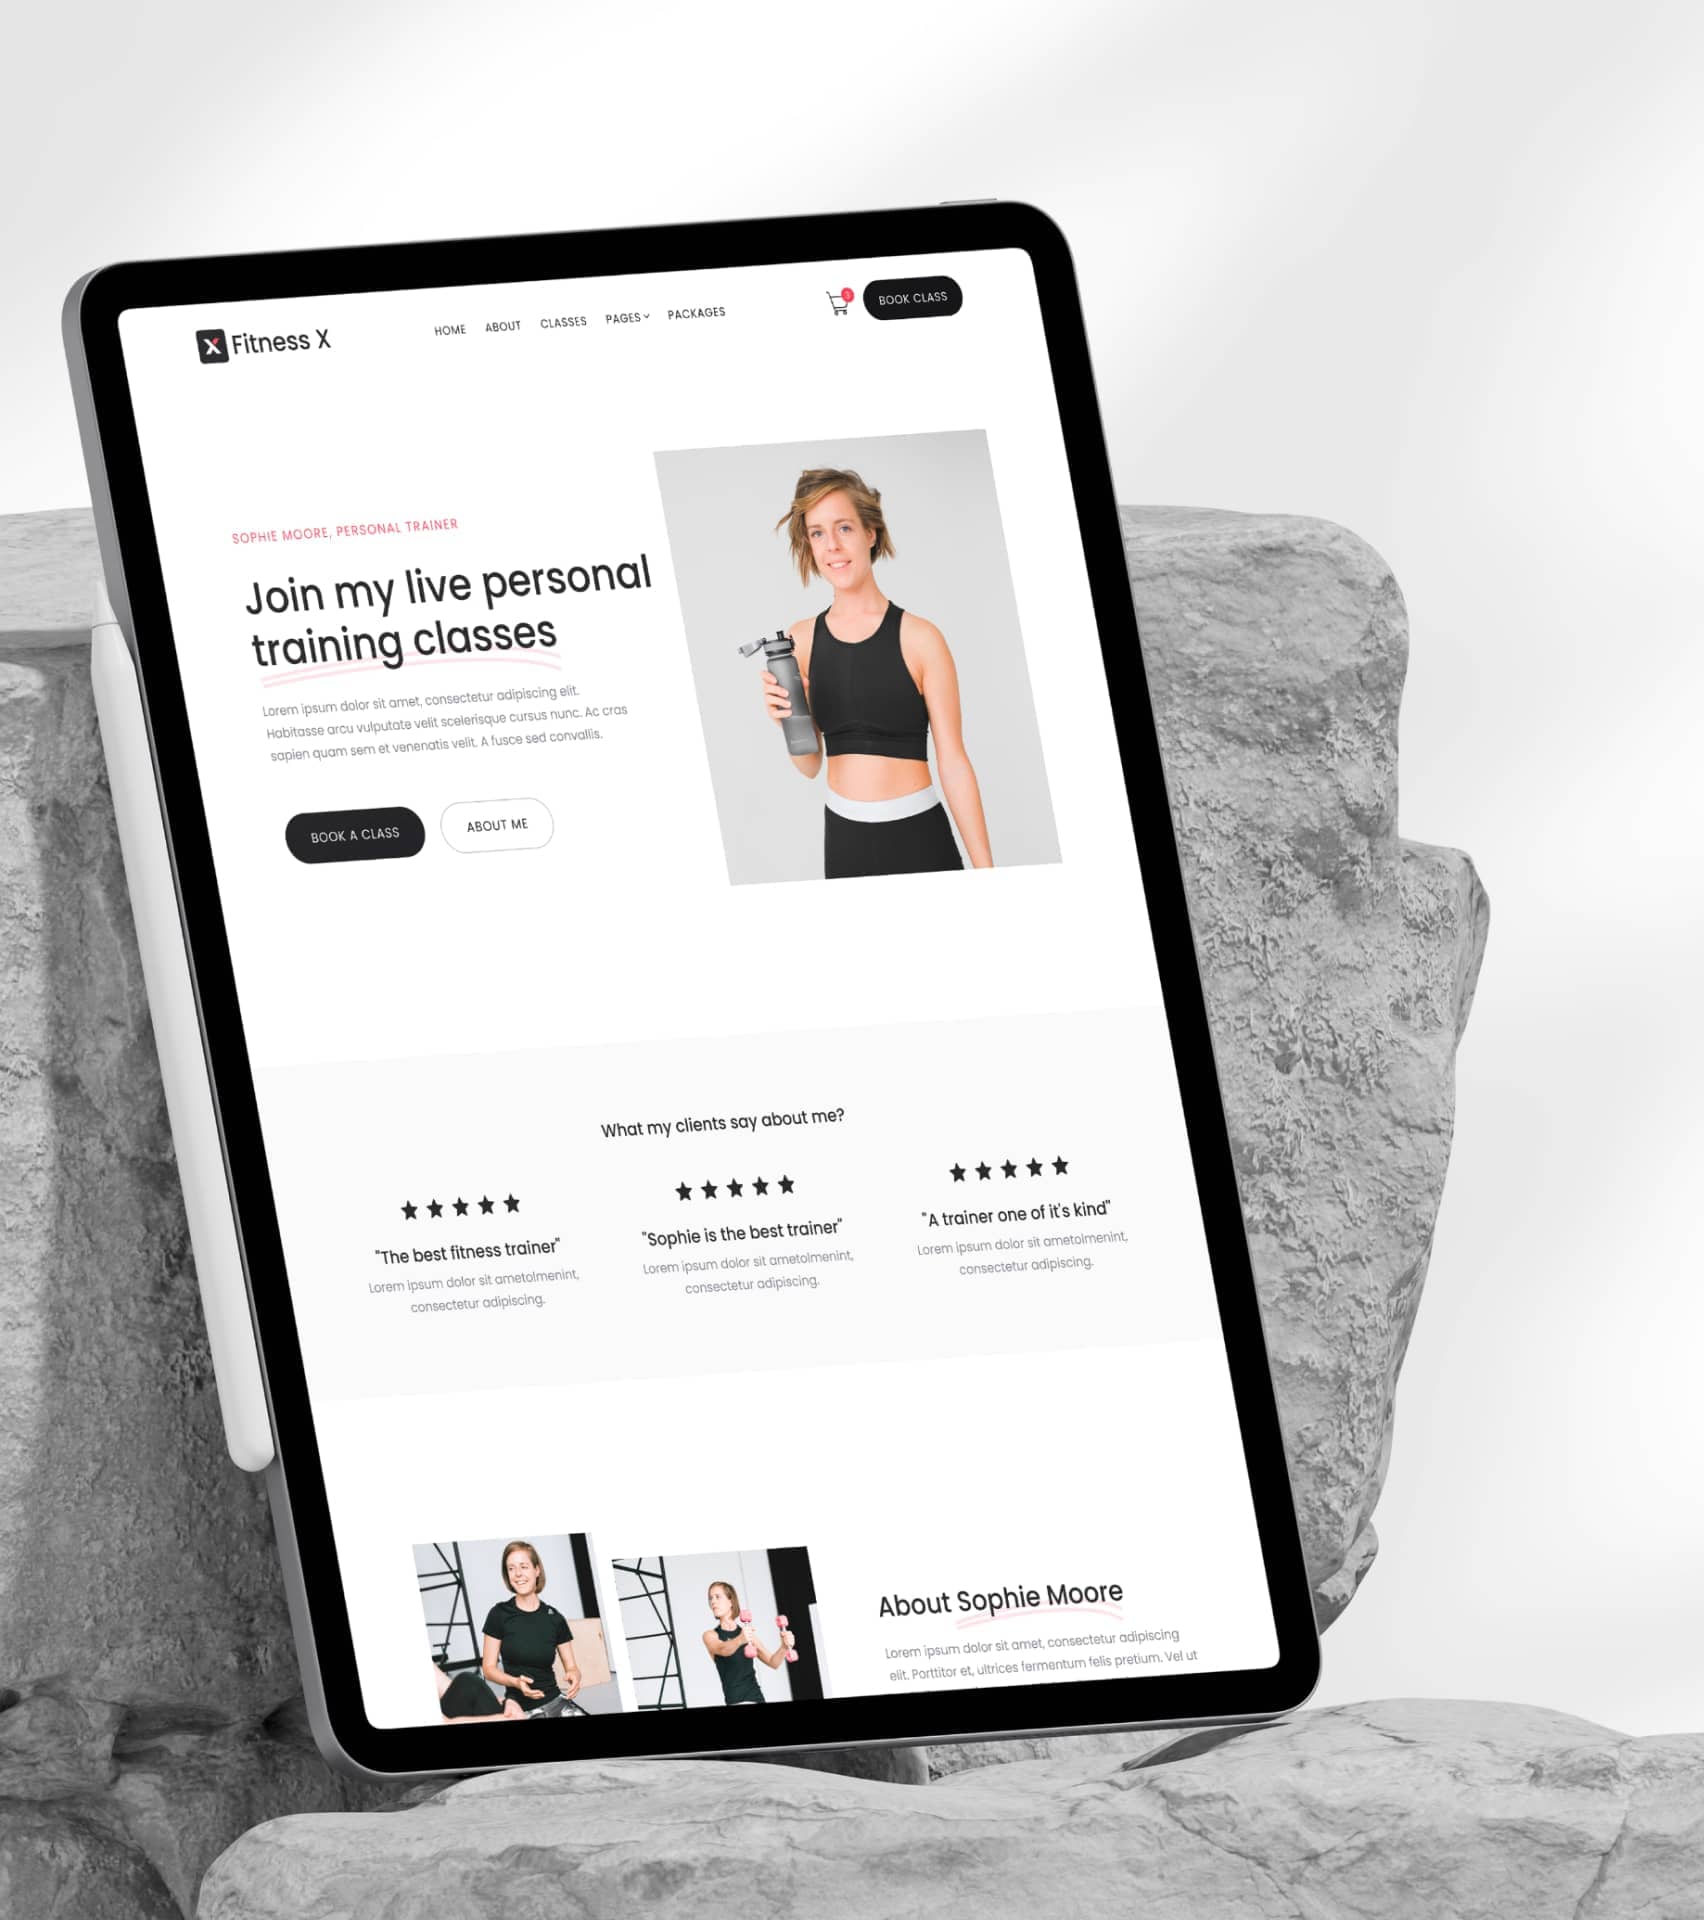 Fitness X
HOME ABOUT CLASSES PAGES PACKAGES
BOOK CLASS
SOPHIE MOORE, PERSONAL TRAINER
Join my live personal
training classes
Lorem ipsum dolor sit amet, consectetur adipiscing elit.
Habitasse arcu vulputate velit scelerisque cursus nunc. Ac cras
sapien quam sem et venenatis velit. A fusce sed convallis.
BOOK A CLASS
ABOUT ME
What my clients say about me?
"The best fitness trainer"
Lorem ipsum dolor sit ametolmenint,
consectetur adipiscing.
"Sophie is the best trainer"
Lorem ipsum dolor sit ametolmenint,
consectetur adipiscing.
"A trainer one of it's kind"
Lorem ipsum dolor sit ametolmenint,
consectetur adipiscing.
About Sophie Moore
Lorem ipsum dolor sit amet, consectetur adipiscing
elit. Porttitor et, ultrices fermentum felis pretium. Vel ut